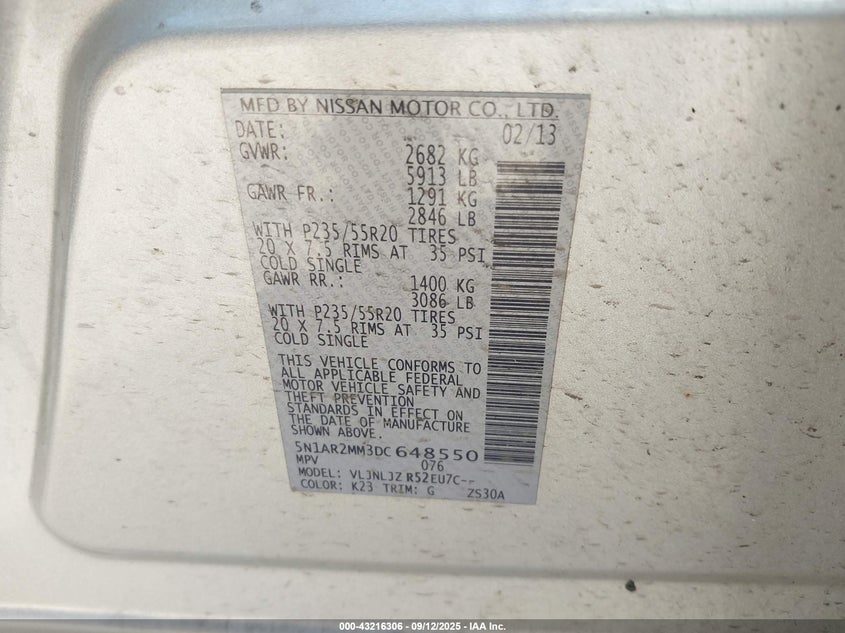 MFD BY NISSAN MOTOR CO., LTD.
DATE: 02/13
GVWR: 2682 KG
5913 LB
GAWR FR.: 1291 KG
2846 LB
WITH P235/55R20 TIRES
20 X 7.5 RIMS AT 35 PSI
COLD SINGLE
GAWR RR.: 1400 KG
3086 LB
WITH P235/55R20 TIRES
20 X 7.5 RIMS AT 35 PSI
COLD SINGLE
THIS VEHICLE CONFORMS TO
ALL APPLICABLE FEDERAL
MOTOR VEHICLE SAFETY AND
THEFT PREVENTION
STANDARDS IN EFFECT ON
THE DATE OF MANUFACTURE
SHOWN ABOVE.
5N1AR2MM3DC648550
MPV 076
MODEL: VLJNLJZ R52EU7C--
COLOR: K23 TRIM: G ZS30A
000-43216306 - 09/12/2025 - IAA Inc.